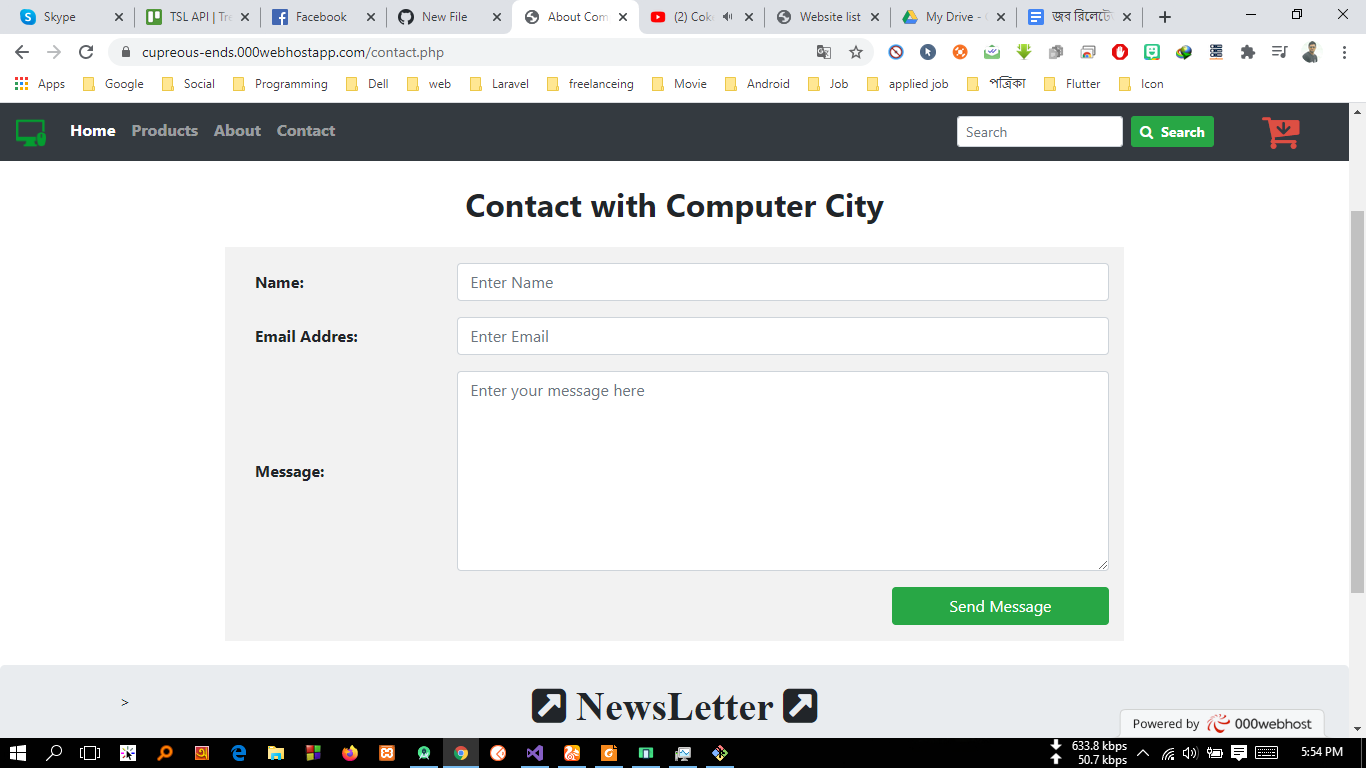 Skype
TSL API | Tre
Facebook
New File
About Com
(2) Cok
Website list
My Drive -
জব রিলেটে
cupreous-ends.000webhostapp.com/contact.php
Apps Google Social Programming Dell web Laravel freelanceing Movie Android Job applied job পত্রিকা Flutter Icon
Home Products About Contact Search Search
Contact with Computer City
Name: Enter Name
Email Addres: Enter Email
Enter your message here
Message:
Send Message
> NewsLetter
Powered by 000webhost
633.8 kbps
50.7 kbps
5:54 PM